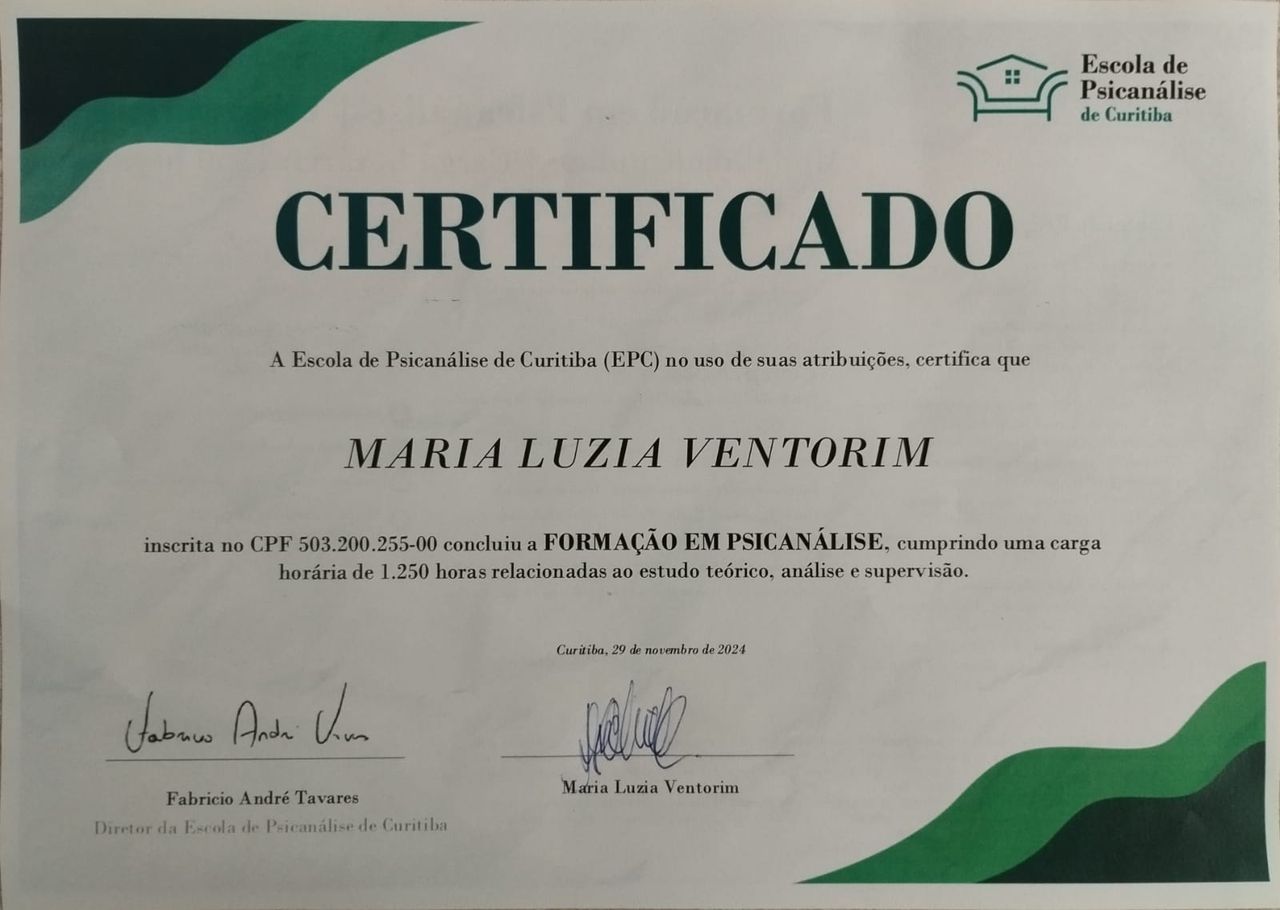 Escola de
Psicanálise
de Curitiba
CERTIFICADO
A Escola de Psicanálise de Curitiba (EPC) no uso de suas atribuições, certifica que
MARIA LUZIA VENTORIM
inscrita no CPF 503.200.255-00 concluiu a FORMAÇÃO EM PSICANÁLISE, cumprindo uma carga
horária de 1.250 horas relacionadas ao estudo teórico, análise e supervisão.
Curitiba, 29 de novembro de 2024
Fabricio André Tavares
Diretor da Escola de Psicanálise de Curitiba
Maria Luzia Ventorim